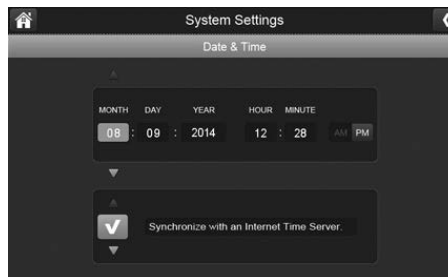 System Settings
Date & Time
MONTH DAY YEAR HOUR MINUTE
08 : 09 : 2014 12 : 28 AM PM
Synchronize with an Internet Time Server.